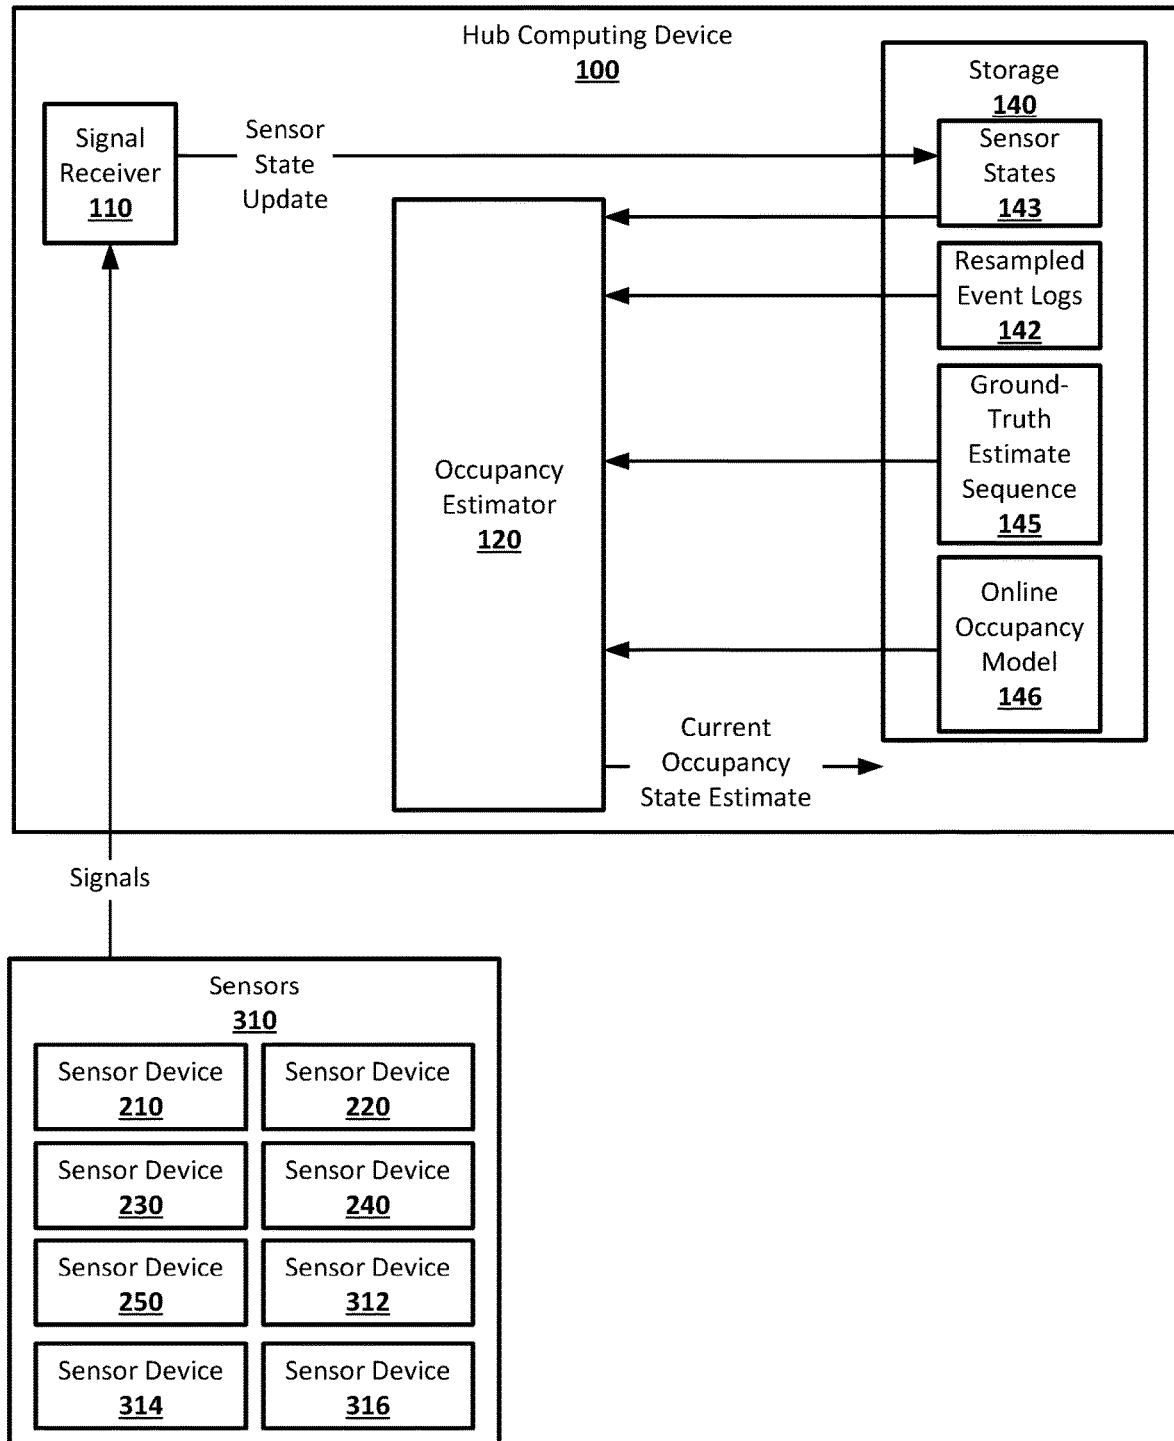 Hub Computing Device
100
Signal
Receiver
110
Sensor
State
Update
Storage
140
Sensor
States
143
Resampled
Event Logs
142
Ground-
Truth
Estimate
Sequence
145
Online
Occupancy
Model
146
Occupancy
Estimator
120
Current
Occupancy
State Estimate
Signals
Sensors
310
Sensor Device
210
Sensor Device
220
Sensor Device
230
Sensor Device
240
Sensor Device
250
Sensor Device
312
Sensor Device
314
Sensor Device
316